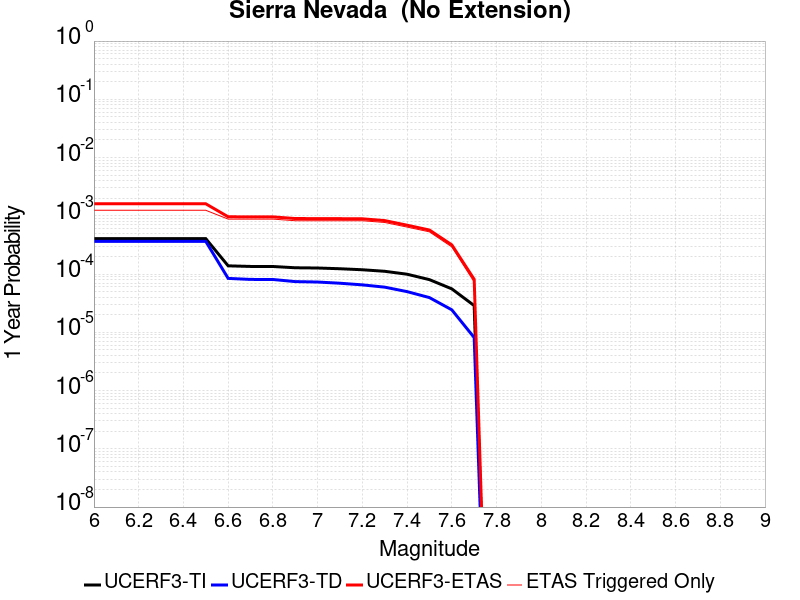 Sierra Nevada  (No Extension)
10^0
10^-1
10^-2
10^-3
10^-4
10^-5
10^-6
10^-7
10^-8
1 Year Probability
6 6.2 6.4 6.6 6.8 7 7.2 7.4 7.6 7.8 8 8.2 8.4 8.6 8.8 9
Magnitude
UCERF3-TI UCERF3-TD UCERF3-ETAS ETAS Triggered Only